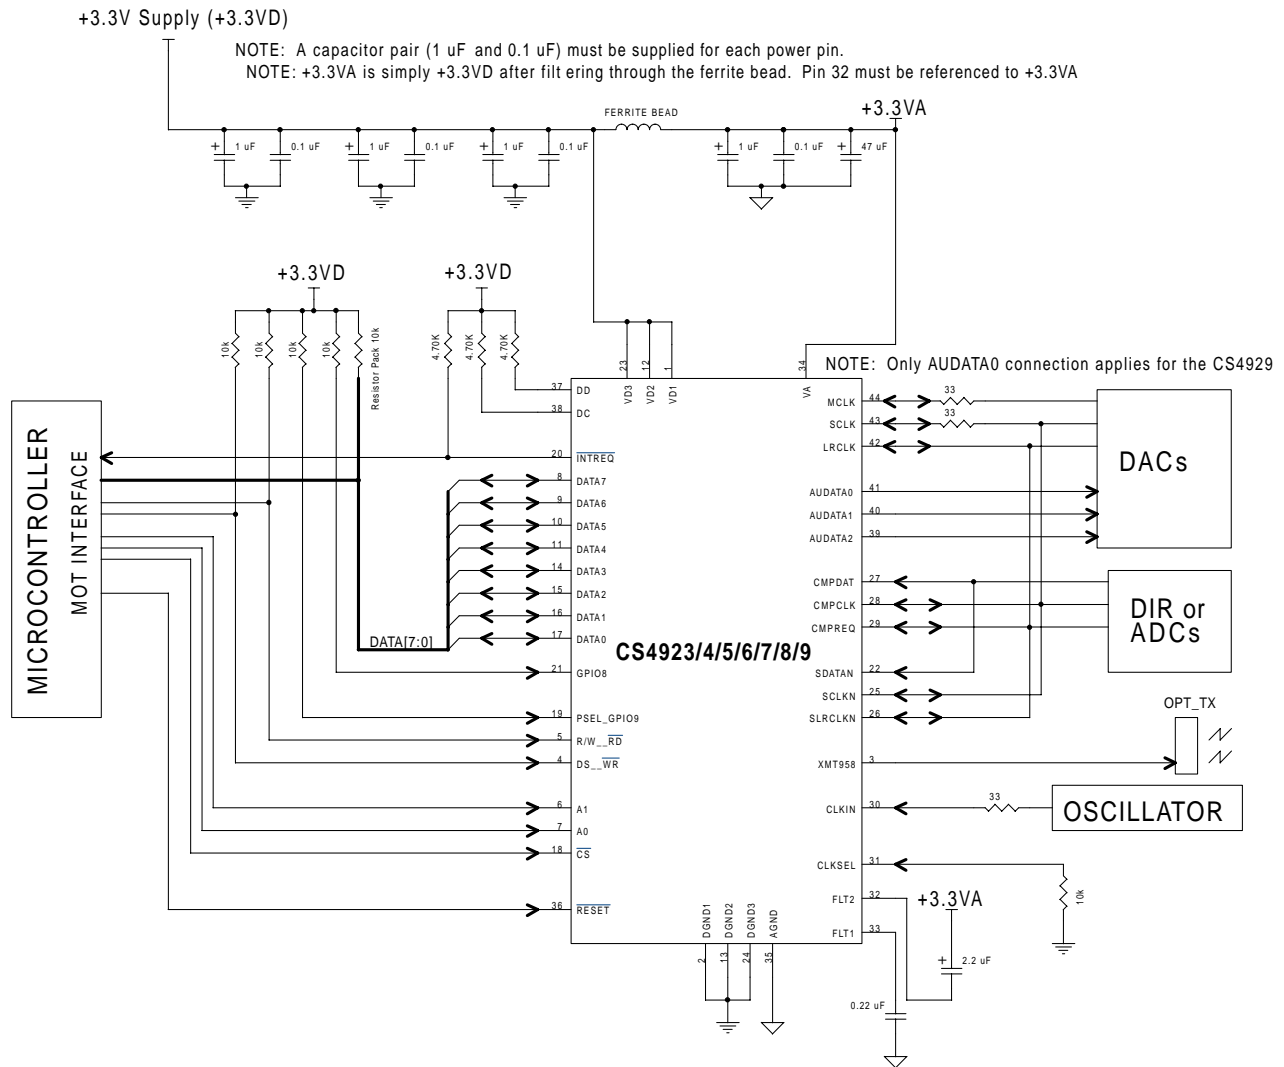 +3.3V Supply (+3.3VD)
NOTE: A capacitor pair (1 uF and 0.1 uF) must be supplied for each power pin.
NOTE: +3.3VA is simply +3.3VD after filt ering through the ferrite bead. Pin 32 must be referenced to +3.3VA
FERRITE BEAD
+3.3VA
+ 1 uF
0.1 uF
+ 1 uF
0.1 uF
+ 1 uF
0.1 uF
+ 1 uF
0.1 uF
+ 47 uF
+3.3VD
+3.3VD
10k
10k
10k
10k
Resistor Pack 10k
4.70K
4.70K
4.70K
23
12
1
34
VD3
VD2
VD1
VA
NOTE: Only AUDATA0 connection applies for the CS4929
MICROCONTROLLER
MOT INTERFACE
DATA[7:0]
37 DD
38 DC
20 INTREQ
8 DATA7
9 DATA6
10 DATA5
11 DATA4
14 DATA3
15 DATA2
16 DATA1
17 DATA0
21 GPIO8
19 PSEL_GPIO9
5 R/W__RD
4 DS__WR
6 A1
7 A0
18 CS
36 RESET
CS4923/4/5/6/7/8/9
MCLK 44 33
SCLK 43 33
LRCLK 42
AUDATA0 41
AUDATA1 40
AUDATA2 39
DACs
CMPDAT 27
CMPCLK 28
CMPREQ 29
DIR or
ADCs
SDATAN 22
SCLKN 25
SLRCLKN 26
OPT_TX
XMT958 3
CLKIN 30 33
OSCILLATOR
CLKSEL 31
10k
FLT2 32
+3.3VA
FLT1 33
+ 2.2 uF
0.22 uF
DGND1
DGND2
DGND3
AGND
2
13
24
35